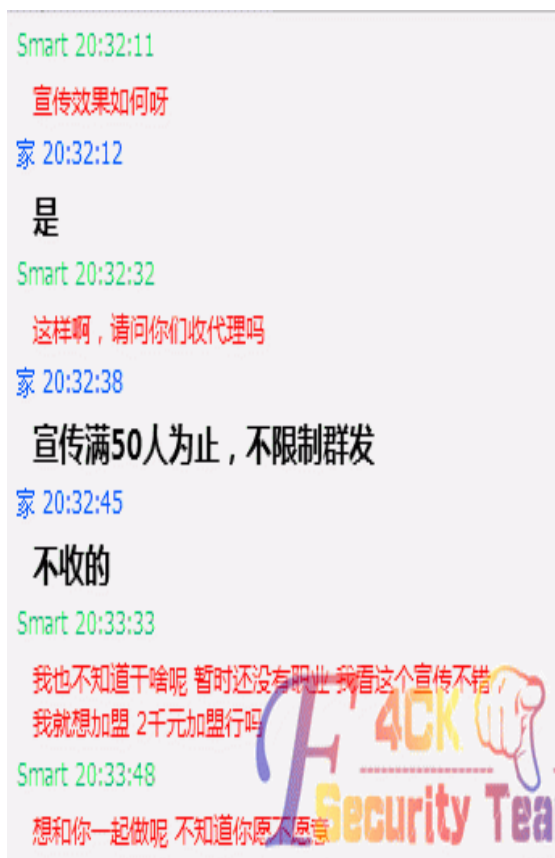 Smart 20:32:11
宣传效果如何呀
家 20:32:12
是
Smart 20:32:32
这样啊，请问你们收代理吗
家 20:32:38
宣传满50人为止，不限制群发
家 20:32:45
不收的
Smart 20:33:33
我也不知道干啥呢 暂时还没有职业 我看这个宣传不错，
我就想加盟 2千元加盟行吗
Smart 20:33:48
想和你一起做呢 不知道你愿不愿意
F4CK
Security Tea